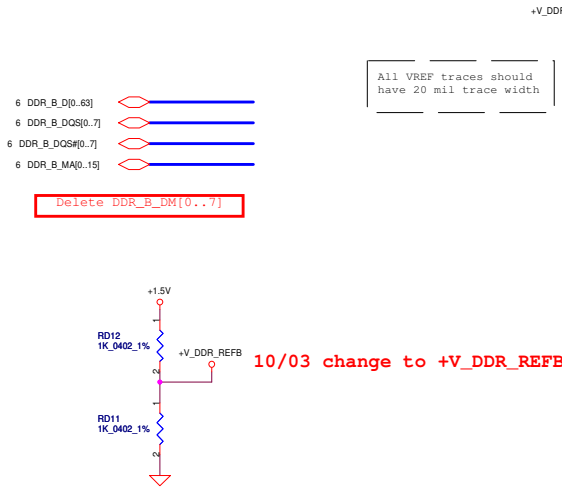 +V_DDR
All VREF traces should
have 20 mil trace width
6 DDR_B_D[0..63]
6 DDR_B_DQS[0..7]
6 DDR_B_DQS#[0..7]
6 DDR_B_MA[0..15]
Delete DDR_B_DM[0..7]
+1.5V
1
RD12
1K_0402_1%
2
+V_DDR_REFB
10/03 change to +V_DDR_REFB
1
RD11
1K_0402_1%
2